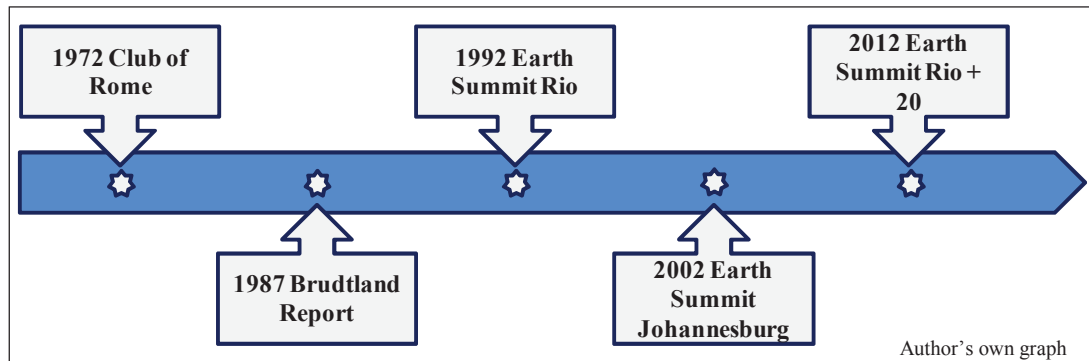 1972 Club of
Rome
1987 Brudtland
Report
1992 Earth
Summit Rio
2002 Earth
Summit
Johannesburg
2012 Earth
Summit Rio +
20
Author's own graph